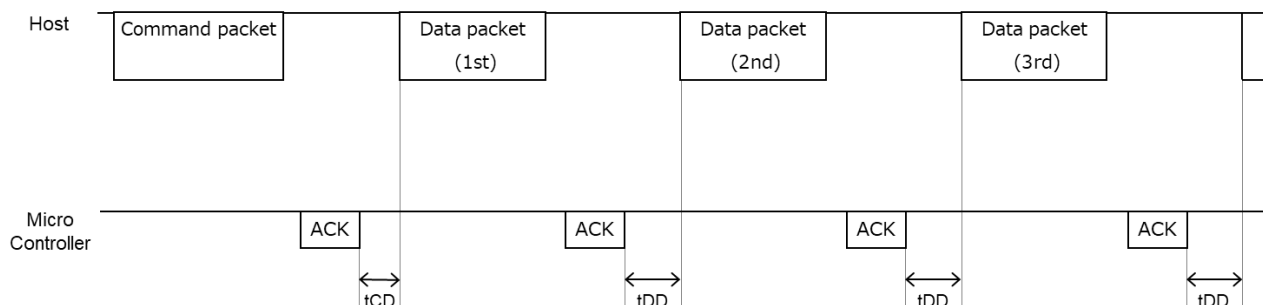 Host
Command packet
Data packet
(1st)
Data packet
(2nd)
Data packet
(3rd)
Micro
Controller
ACK
ACK
ACK
ACK
tCD
tDD
tDD
tDD